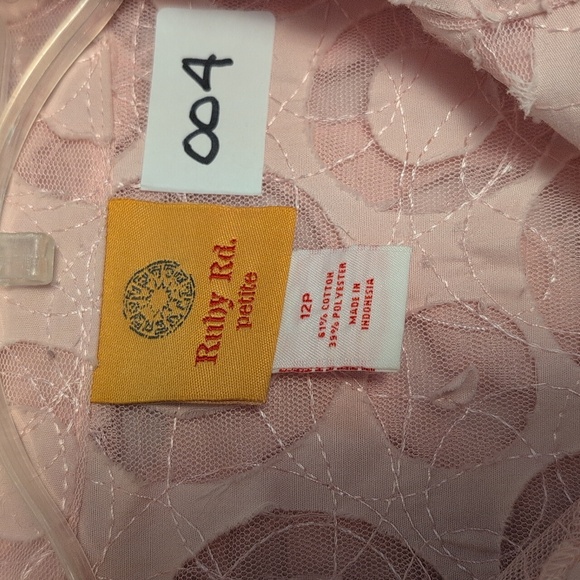 004
Ruby Rd.
petite
12P
61% COTTON
39% POLYESTER
MADE IN
INDONESIA